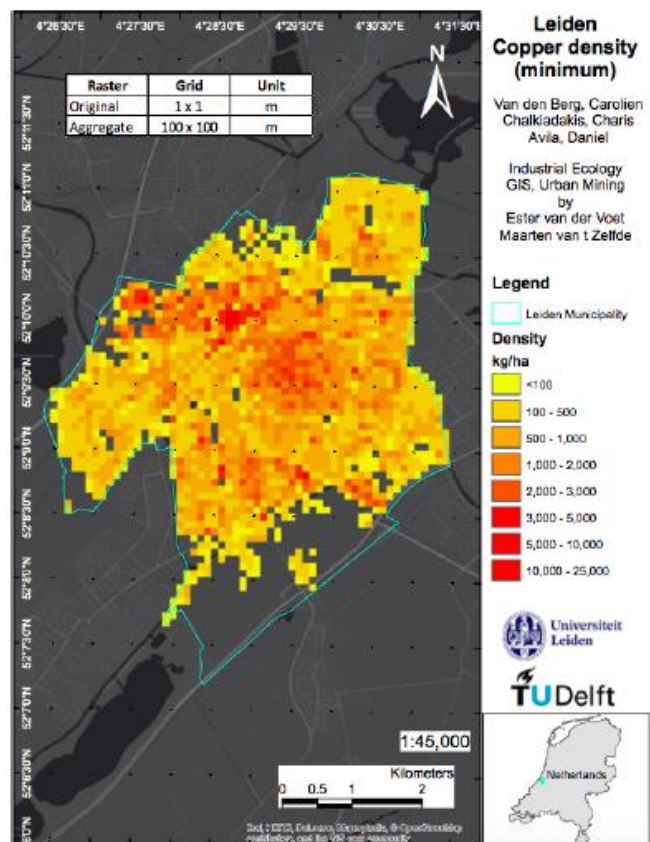 4°26'30"E 4°27'30"E 4°28'30"E 4°29'30"E 4°30'30"E 4°31'30"E
Leiden
Copper density
(minimum)
Van den Berg, Carolien
Chalkiadakis, Charis
Avila, Daniel
Industrial Ecology
GIS, Urban Mining
by
Ester van der Voet
Maarten van t Zelfde
N
Raster Grid Unit
Original 1 x 1 m
Aggregate 100 x 100 m
52°11'30"N
52°11'0"N
52°10'30"N
52°10'0"N
52°9'30"N
52°9'0"N
52°8'30"N
52°8'0"N
52°7'30"N
52°7'0"N
52°6'30"N
Legend
Leiden Municipality
Density
kg/ha
<100
100 - 500
500 - 1,000
1,000 - 2,000
2,000 - 3,000
3,000 - 5,000
5,000 - 10,000
10,000 - 25,000
Universiteit
Leiden
TUDelft
Netherlands
1:45,000
Kilometers
0 0.5 1 2